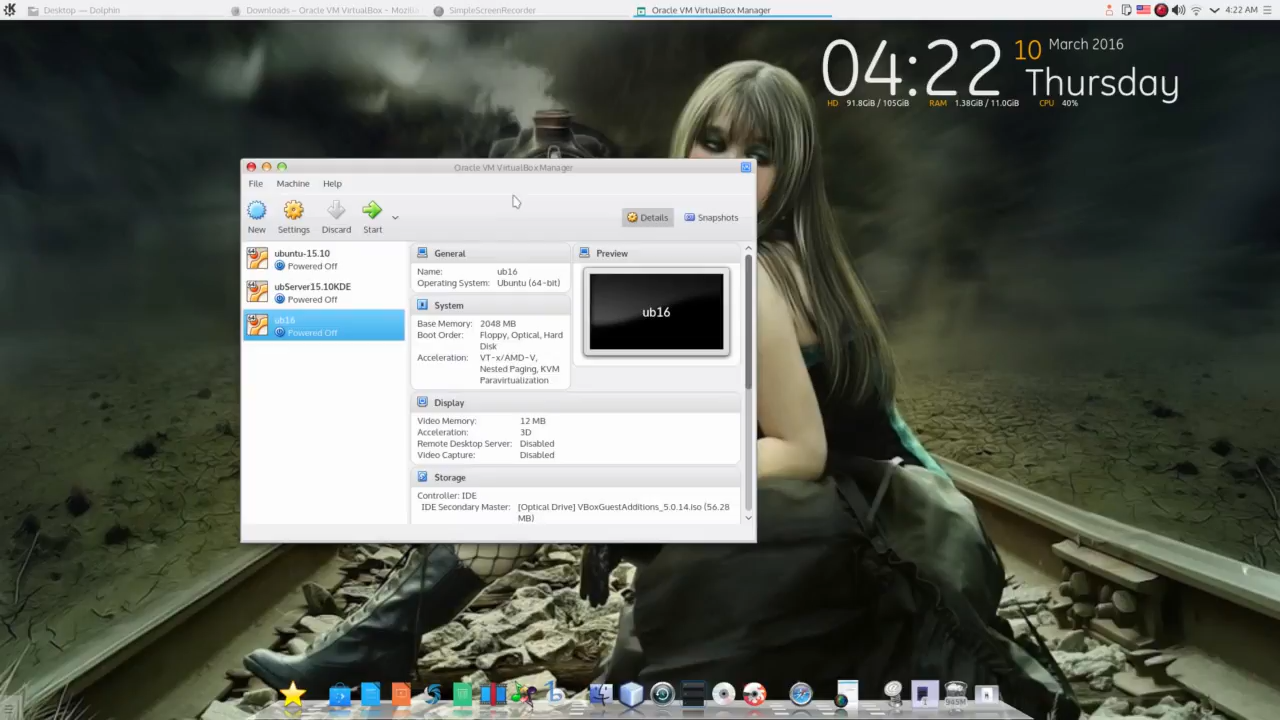 Desktop — Dolphin
Downloads – Oracle VM VirtualBox - Mozill
SimpleScreenRecorder
Oracle VM VirtualBox Manager
4:22 AM
04:22
10 March 2016
Thursday
HD 91.8GiB / 105GiB RAM 1.38GiB / 11.0GiB CPU 40%
Oracle VM VirtualBox Manager
File Machine Help
New Settings Discard Start
Details Snapshots
ubuntu-15.10
Powered Off
ubServer15.10KDE
Powered Off
ub16
Powered Off
General
Name: ub16
Operating System: Ubuntu (64-bit)
System
Base Memory: 2048 MB
Boot Order: Floppy, Optical, Hard
Disk
Acceleration: VT-x/AMD-V,
Nested Paging, KVM
Paravirtualization
Preview
ub16
Display
Video Memory: 12 MB
Acceleration: 3D
Remote Desktop Server: Disabled
Video Capture: Disabled
Storage
Controller: IDE
IDE Secondary Master: [Optical Drive] VBoxGuestAdditions_5.0.14.iso (56.28
MB)
945M